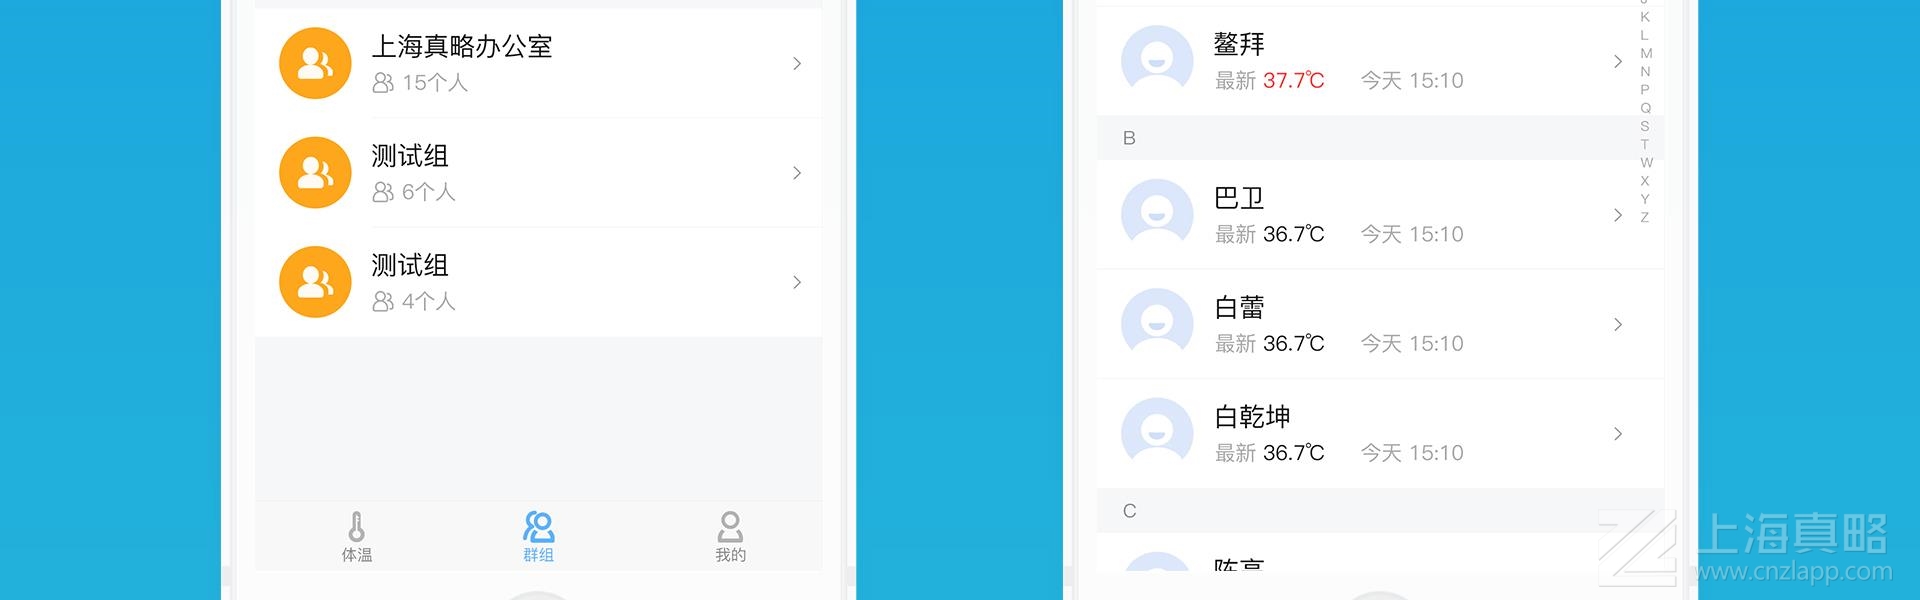 上海真略办公室
15个人
测试组
6个人
测试组
4个人
体温
群组
我的
鳌拜
最新 37.7℃ 今天 15:10
B
巴卫
最新 36.7℃ 今天 15:10
白蕾
最新 36.7℃ 今天 15:10
白乾坤
最新 36.7℃ 今天 15:10
C
K
L
M
N
P
Q
S
T
W
X
Y
Z
上海真略
www.cnzlapp.com